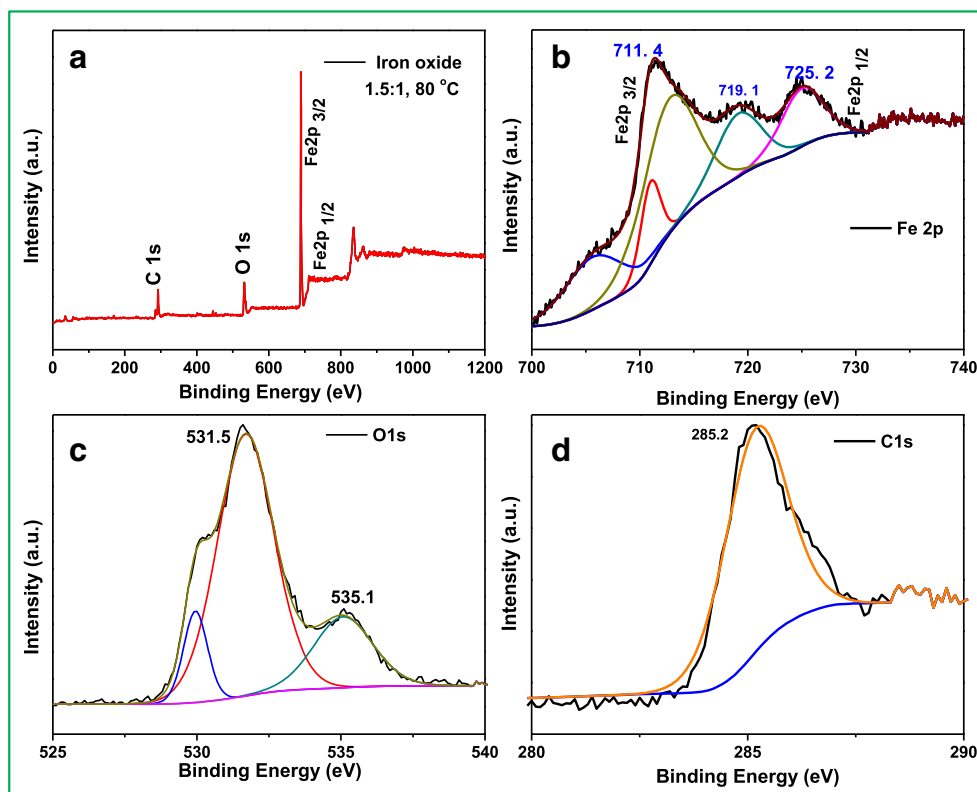 a
Iron oxide
1.5:1, 80 °C
Fe2p 3/2
Fe2p 1/2
C 1s
O 1s
Intensity (a.u.)
0 200 400 600 800 1000 1200
Binding Energy (eV)
b
711. 4
719. 1
725. 2
Fe2p 3/2
Fe2p 1/2
Fe 2p
Intensity (a.u.)
700 710 720 730 740
Binding Energy (eV)
c
531.5
O1s
535.1
Intensity (a.u.)
525 530 535 540
Binding Energy (eV)
d
285.2
C1s
Intensity (a.u.)
280 285 290
Binding Energy (eV)